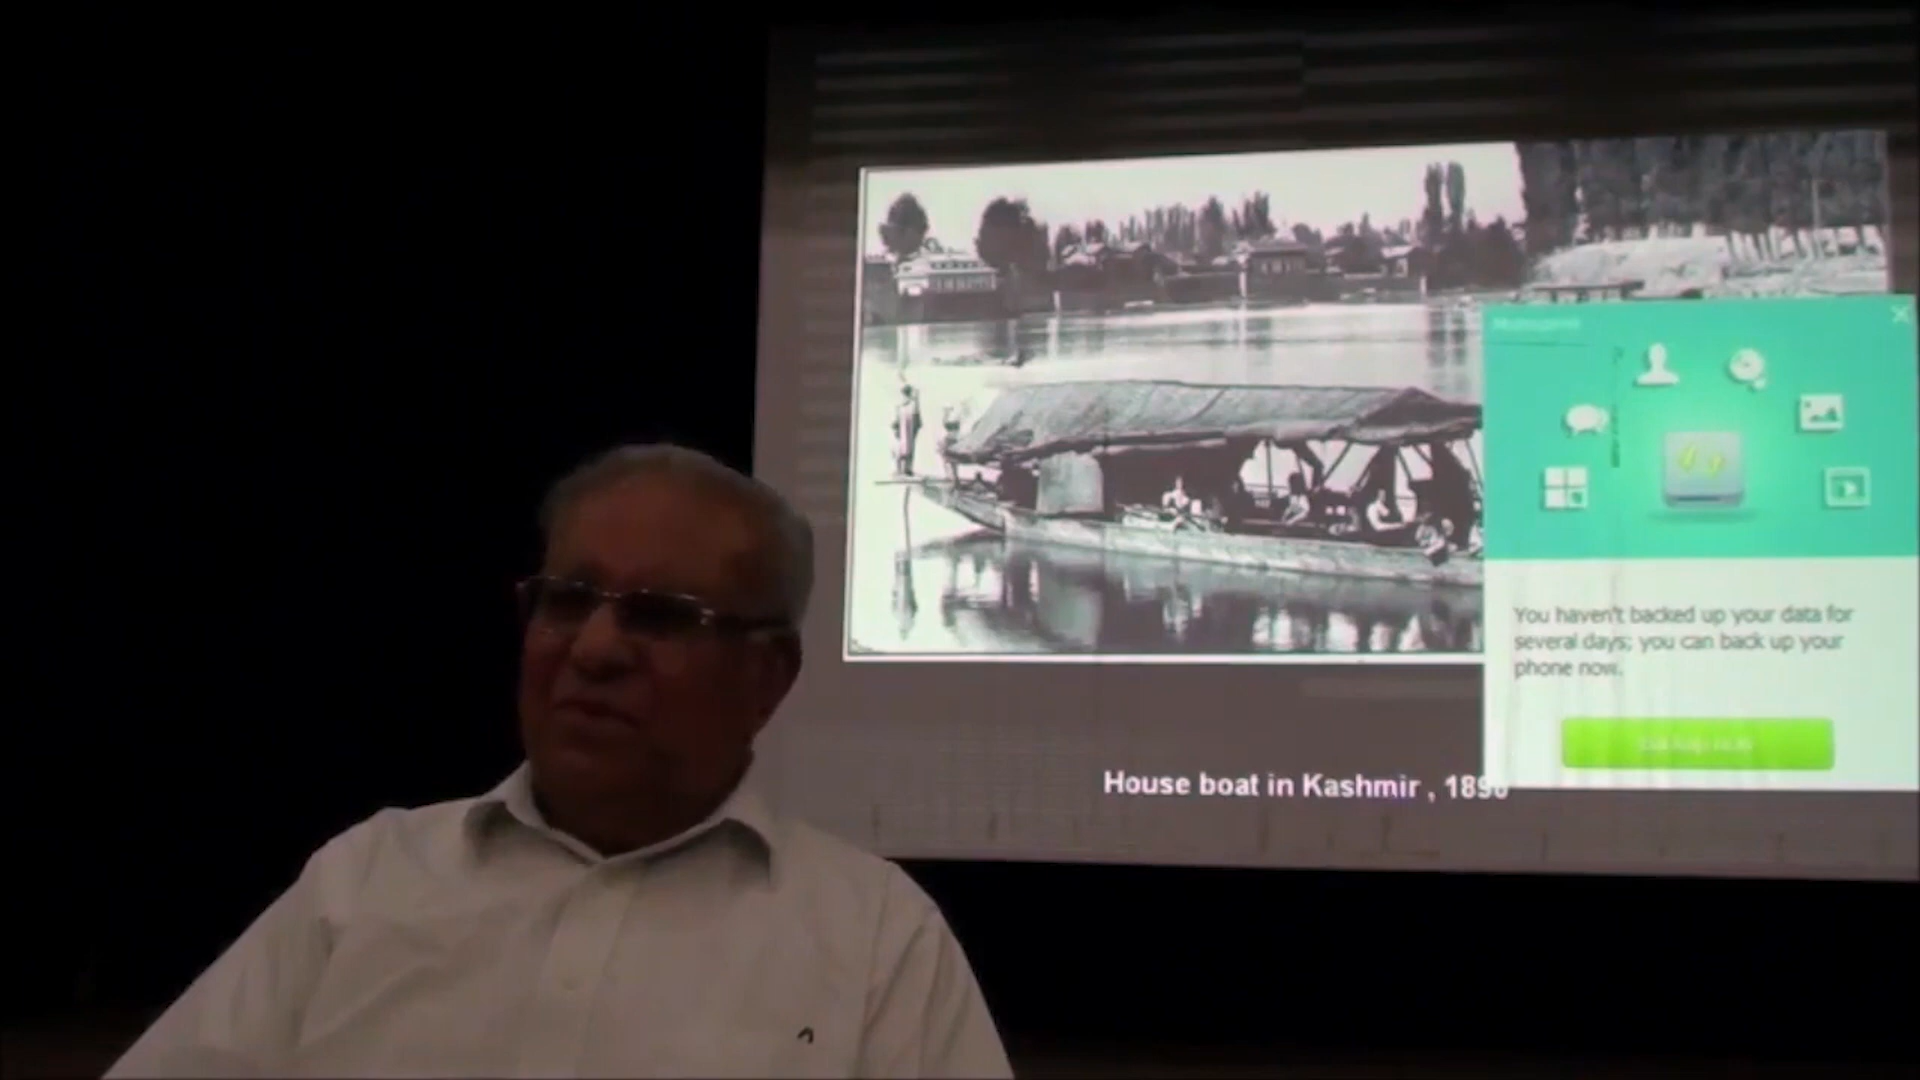 You haven't backed up your data for
several days; you can back up your
phone now.
House boat in Kashmir ,